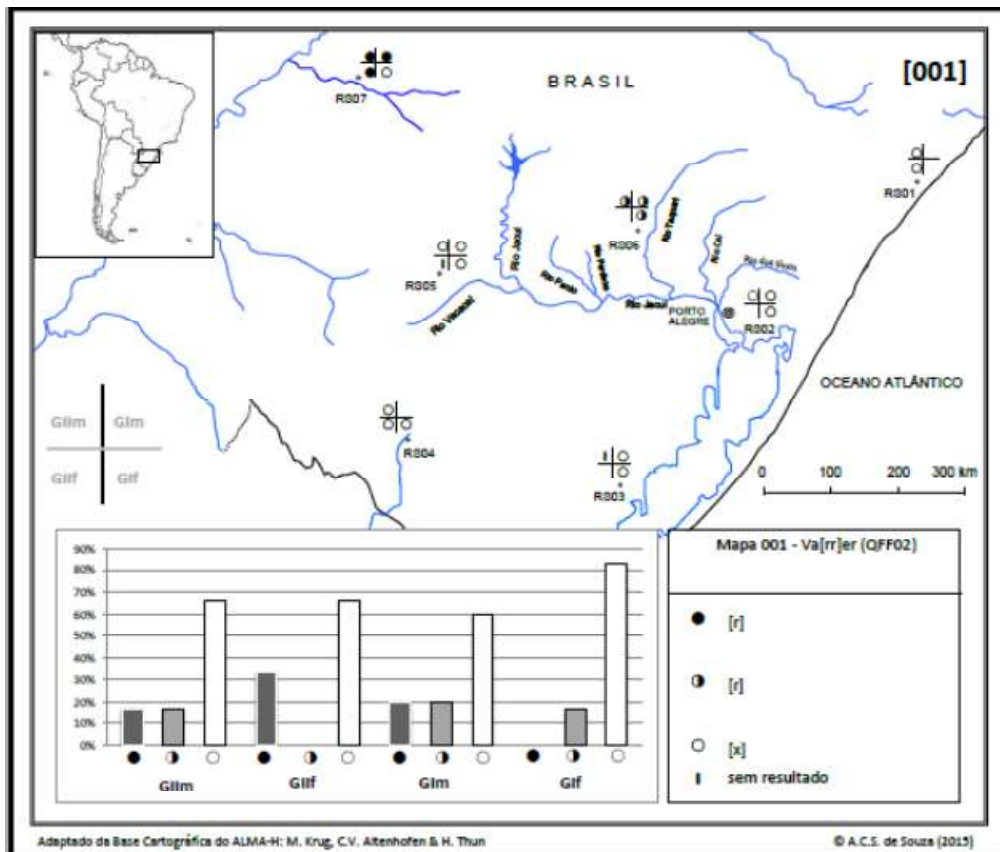 [001]
BRASIL
RS07
RS01
RS06
RS05
Rio Jacuí
Rio Pardo
Rio Taquari
Rio Caí
Rio dos Sinos
Rio Vacacaí
Rio Jacuí
PORTO
ALEGRE
@
RS02
OCEANO ATLÂNTICO
GIIm GIm
GIIf GIf
RS04
RS03
0 100 200 300 km
90%
80%
70%
60%
50%
40%
30%
20%
10%
0%
GIIm GIIf GIm GIf
Mapa 001 - Va[rr]er (QFF02)
[r]
[r]
[x]
sem resultado
Adaptado da Base Cartográfica do ALMA-H: M. Krug, C.V. Altenhofen & H. Thun
© A.C.S. de Souza (2015)